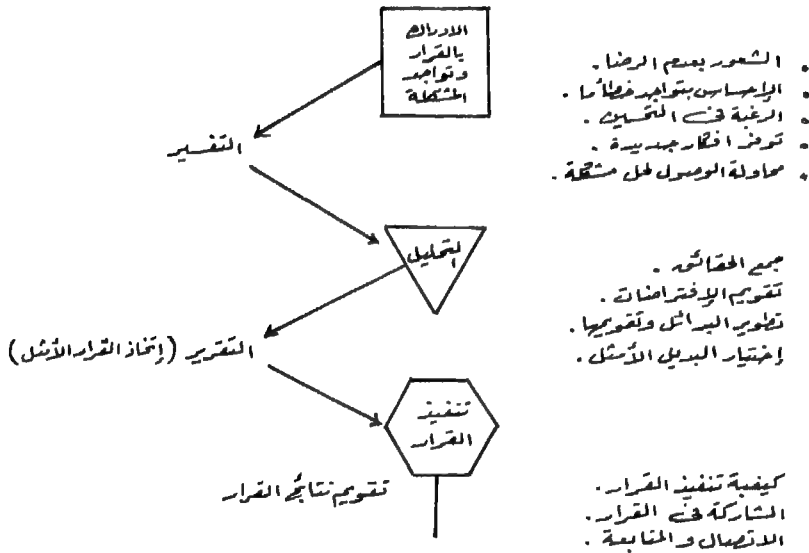 الادراك
بالقرار
وتواجد
المشكلة
. الشعور بعدم الرضا .
. الإحساس بتواجد خطأ ما .
. الرغبة في التحسين .
. توفر افكار جديدة .
. محاولة الوصول لحل مشكلة .
التفسير
التحليل
جمع الحقائق .
تقويم الإفتراضات .
تطوير البدائل وتقويمها .
إختيار البديل الأمثل .
التقرير (إتخاذ القرار الأمثل)
تنفيذ
القرار
تقويم نتائج القرار
كيفية تنفيذ القرار .
المشاركة في القرار .
الاتصال والمتابعة .